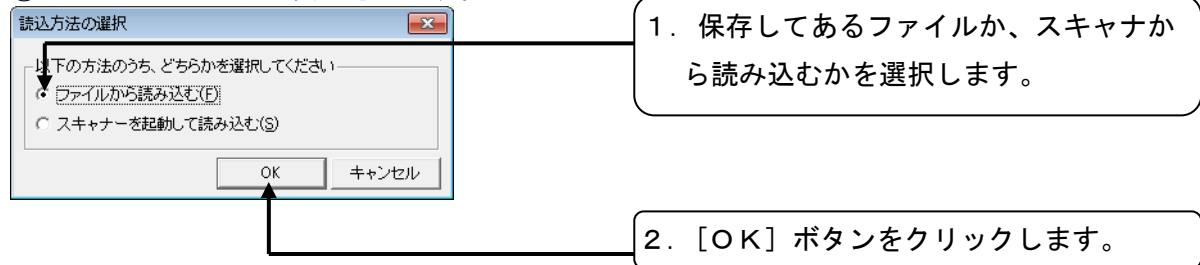 読込方法の選択
以下の方法のうち、どちらかを選択してください
ファイルから読み込む(F)
スキャナーを起動して読み込む(S)
OK キャンセル
１．保存してあるファイルか、スキャナか
ら読み込むかを選択します。
２．［ＯＫ］ボタンをクリックします。